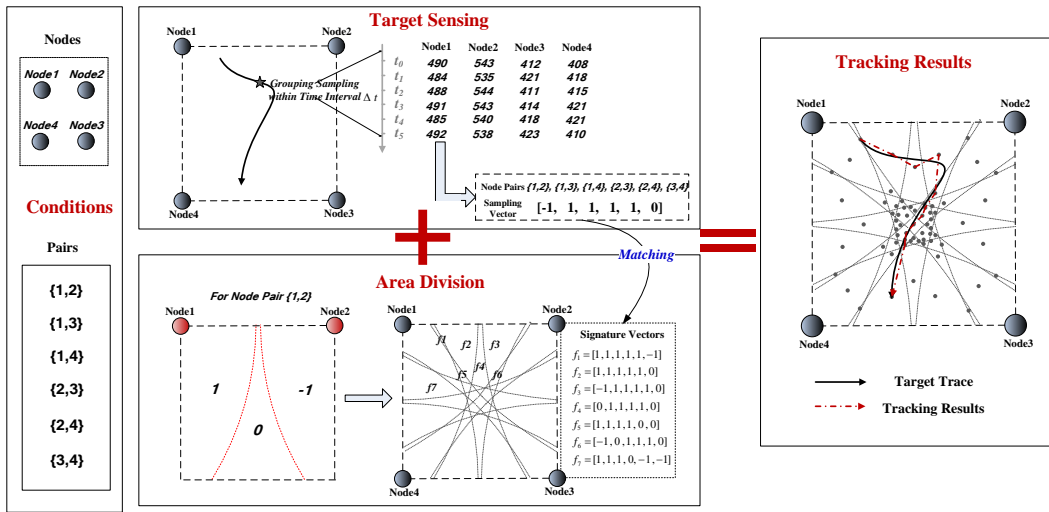 Nodes
Node1 Node2
Node4 Node3
Conditions
Pairs
{1,2}
{1,3}
{1,4}
{2,3}
{2,4}
{3,4}
Target Sensing
Node1 Node2
Node4 Node3
Grouping Sampling
within Time Interval Δ t
Node1 Node2 Node3 Node4
t0 490 543 412 408
t1 484 535 421 418
t2 488 544 411 415
t3 491 543 414 421
t4 485 540 418 421
t5 492 538 423 410
Node Pairs {1,2}, {1,3}, {1,4}, {2,3}, {2,4}, {3,4}
Sampling
Vector [-1, 1, 1, 1, 1, 0]
Matching
Area Division
For Node Pair {1,2}
Node1 Node2
1 -1
0
Node1 Node2
Node4 Node3
f1 f2 f3
f4
f5 f6
f7
Signature Vectors
f1 = [1,1,1,1,1,-1]
f2 = [1,1,1,1,1,0]
f3 = [-1,1,1,1,1,0]
f4 = [0,1,1,1,1,0]
f5 = [1,1,1,1,0,0]
f6 = [-1,0,1,1,1,0]
f7 = [1,1,1,0,-1,-1]
Tracking Results
Node1 Node2
Node4 Node3
Target Trace
Tracking Results